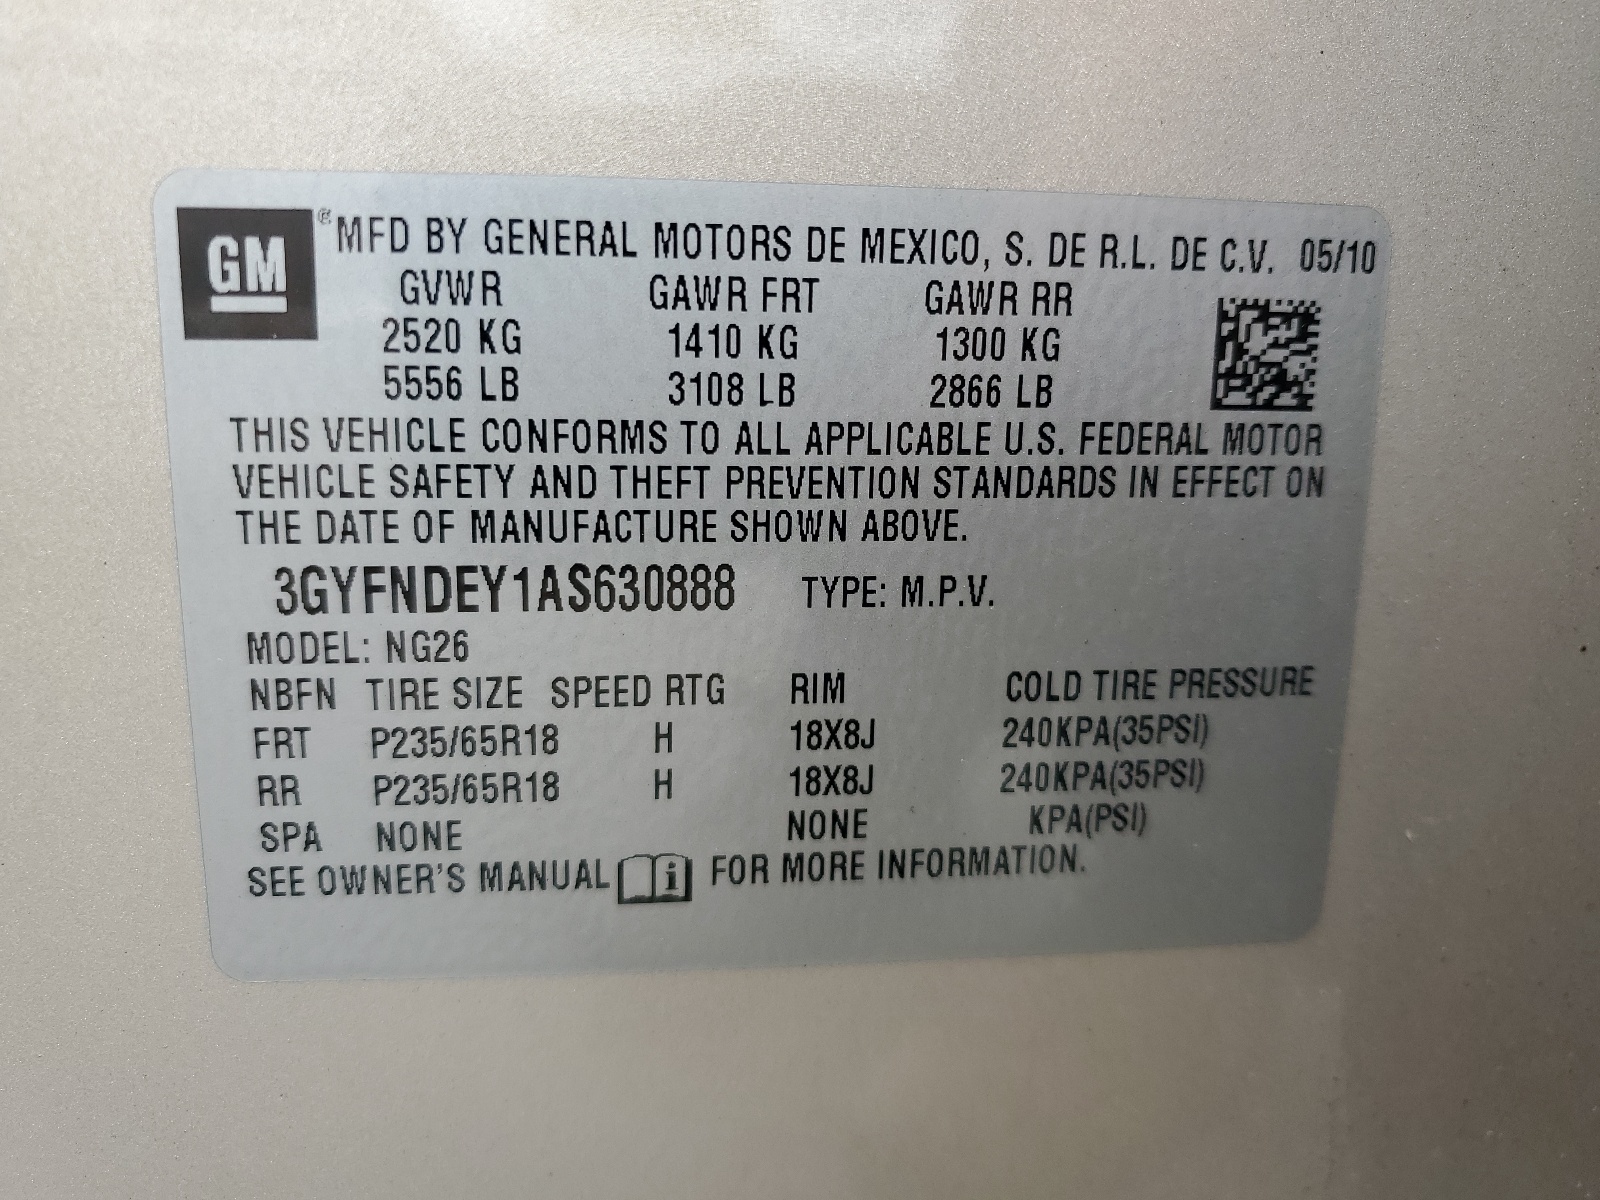 GM ® MFD BY GENERAL MOTORS DE MEXICO, S. DE R.L. DE C.V. 05/10
GVWR GAWR FRT GAWR RR
2520 KG 1410 KG 1300 KG
5556 LB 3108 LB 2866 LB
THIS VEHICLE CONFORMS TO ALL APPLICABLE U.S. FEDERAL MOTOR
VEHICLE SAFETY AND THEFT PREVENTION STANDARDS IN EFFECT ON
THE DATE OF MANUFACTURE SHOWN ABOVE.
3GYFNDEY1AS630888 TYPE: M.P.V.
MODEL: NG26
NBFN TIRE SIZE SPEED RTG RIM COLD TIRE PRESSURE
FRT P235/65R18 H 18X8J 240KPA(35PSI)
RR P235/65R18 H 18X8J 240KPA(35PSI)
SPA NONE NONE KPA(PSI)
SEE OWNER'S MANUAL i FOR MORE INFORMATION.